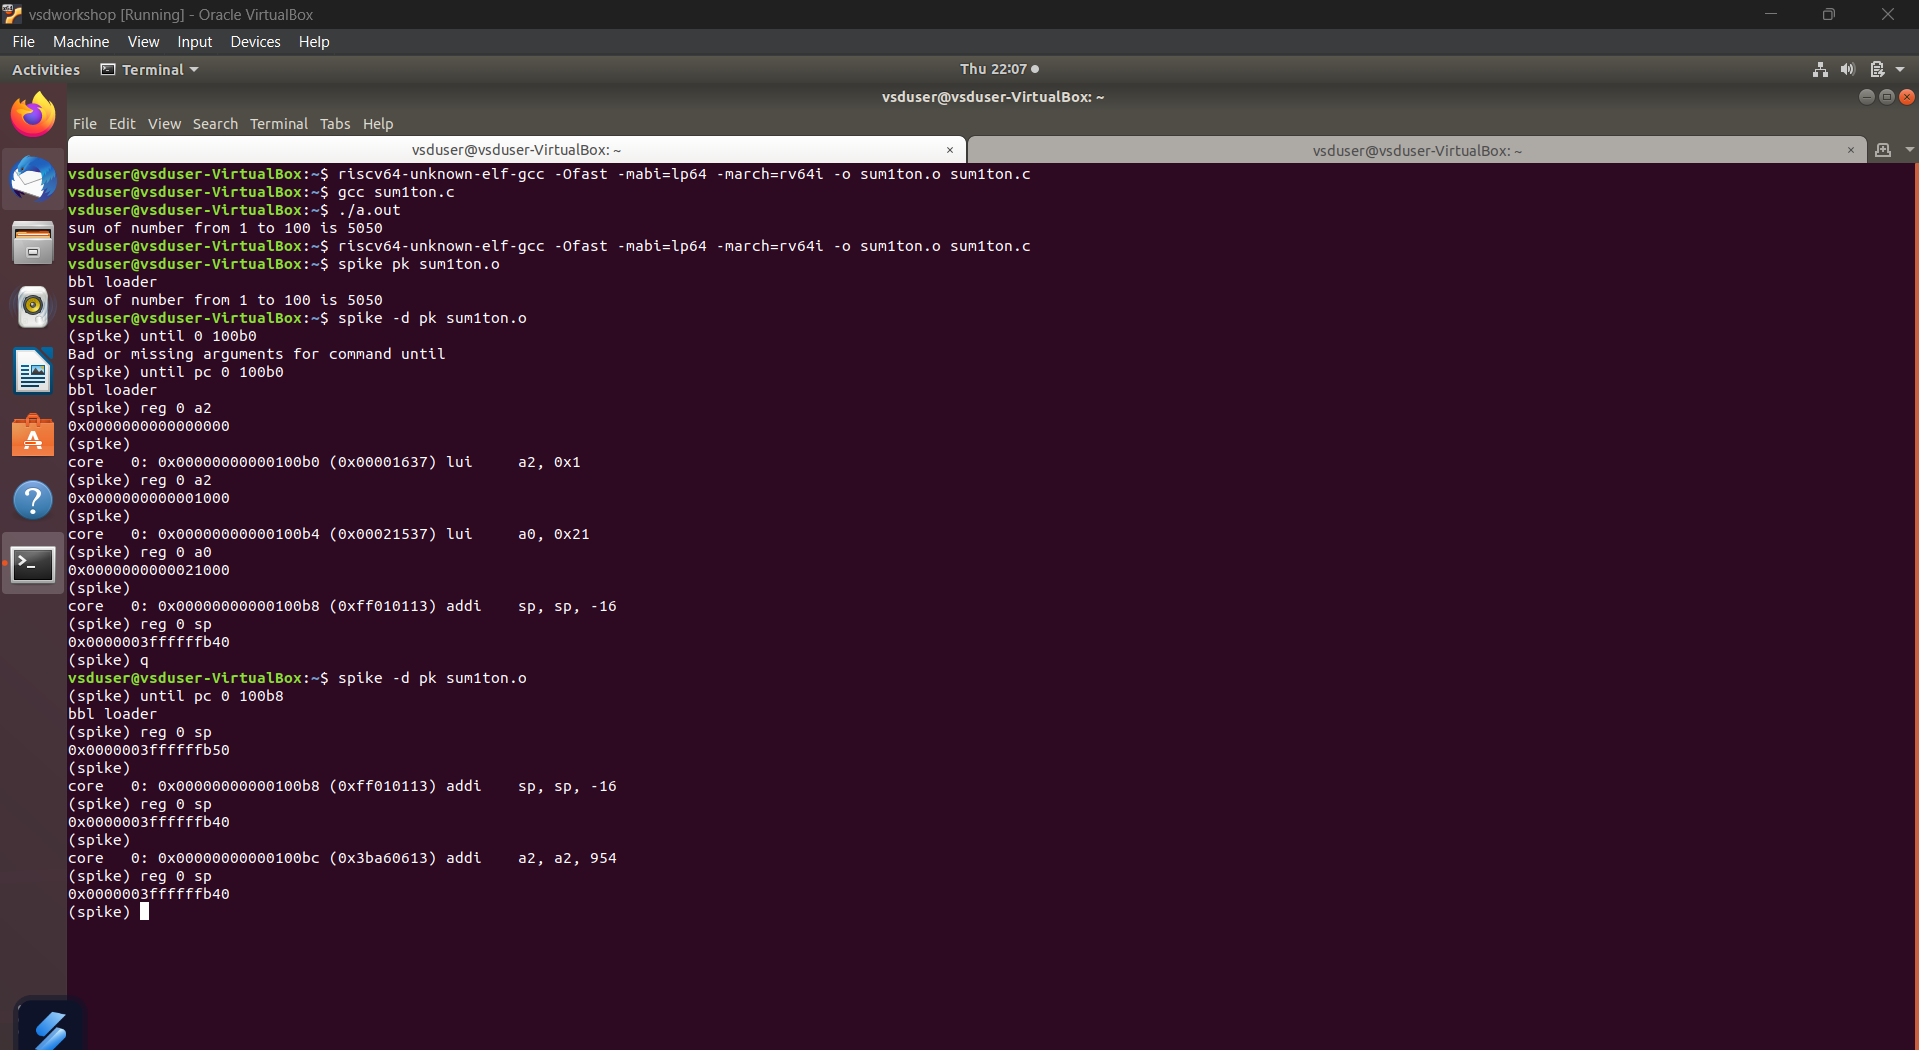 vsdworkshop [Running] - Oracle VirtualBox
File Machine View Input Devices Help
Activities Terminal Thu 22:07
vsduser@vsduser-VirtualBox: ~
File Edit View Search Terminal Tabs Help
vsduser@vsduser-VirtualBox: ~ × vsduser@vsduser-VirtualBox: ~ ×
vsduser@vsduser-VirtualBox:~$ riscv64-unknown-elf-gcc -Ofast -mabi=lp64 -march=rv64i -o sum1ton.o sum1ton.c
vsduser@vsduser-VirtualBox:~$ gcc sum1ton.c
vsduser@vsduser-VirtualBox:~$ ./a.out
sum of number from 1 to 100 is 5050
vsduser@vsduser-VirtualBox:~$ riscv64-unknown-elf-gcc -Ofast -mabi=lp64 -march=rv64i -o sum1ton.o sum1ton.c
vsduser@vsduser-VirtualBox:~$ spike pk sum1ton.o
bbl loader
sum of number from 1 to 100 is 5050
vsduser@vsduser-VirtualBox:~$ spike -d pk sum1ton.o
(spike) until 0 100b0
Bad or missing arguments for command until
(spike) until pc 0 100b0
bbl loader
(spike) reg 0 a2
0x0000000000000000
(spike)
core   0: 0x00000000000100b0 (0x00001637) lui     a2, 0x1
(spike) reg 0 a2
0x0000000000001000
(spike)
core   0: 0x00000000000100b4 (0x00021537) lui     a0, 0x21
(spike) reg 0 a0
0x0000000000021000
(spike)
core   0: 0x00000000000100b8 (0xff010113) addi    sp, sp, -16
(spike) reg 0 sp
0x0000003ffffffb40
(spike) q
vsduser@vsduser-VirtualBox:~$ spike -d pk sum1ton.o
(spike) until pc 0 100b8
bbl loader
(spike) reg 0 sp
0x0000003ffffffb50
(spike)
core   0: 0x00000000000100b8 (0xff010113) addi    sp, sp, -16
(spike) reg 0 sp
0x0000003ffffffb40
(spike)
core   0: 0x00000000000100bc (0x3ba60613) addi    a2, a2, 954
(spike) reg 0 sp
0x0000003ffffffb40
(spike)